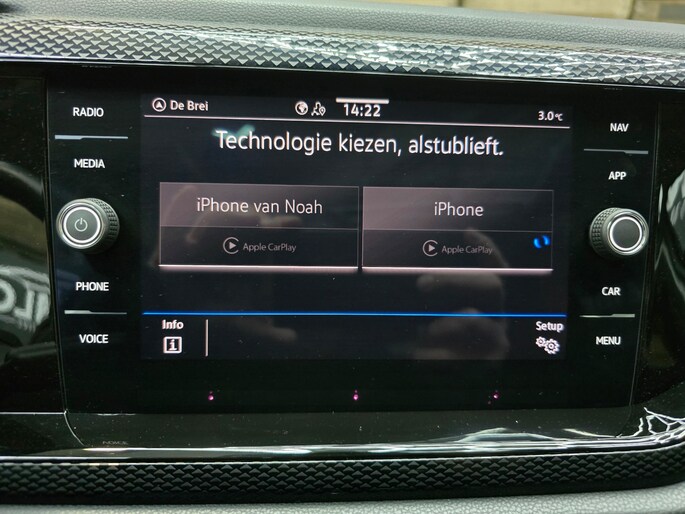 RADIO
MEDIA
PHONE
VOICE
De Brei
14:22
3.0°C
Technologie kiezen, alstublieft.
iPhone van Noah
Apple CarPlay
iPhone
Apple CarPlay
Info
Setup
NAV
APP
CAR
MENU